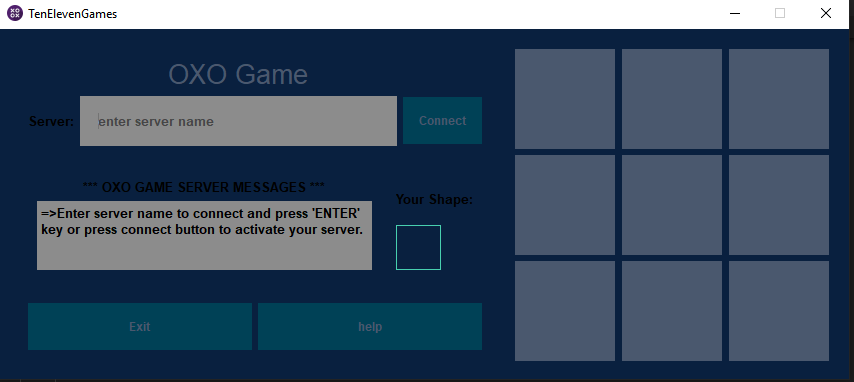 TenElevenGames
OXO Game
Server:
enter server name
Connect
*** OXO GAME SERVER MESSAGES ***
=>Enter server name to connect and press 'ENTER'
key or press connect button to activate your server.
Your Shape:
Exit
help